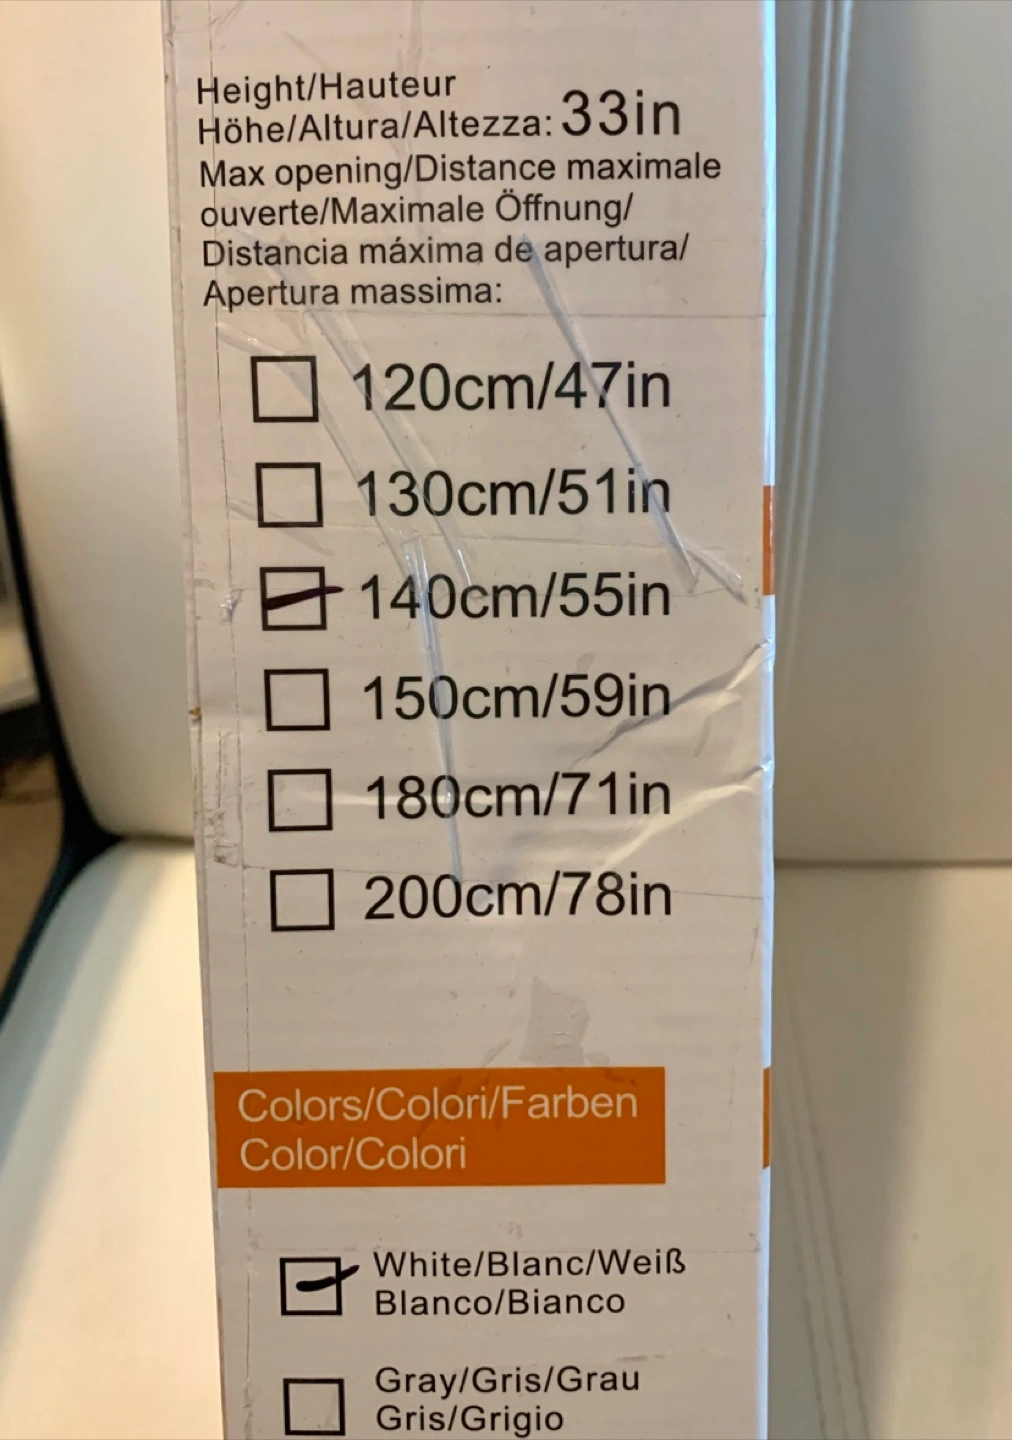 Height/Hauteur
Höhe/Altura/Altezza: 33in
Max opening/Distance maximale
ouverte/Maximale Öffnung/
Distancia máxima de apertura/
Apertura massima:
120cm/47in
130cm/51in
140cm/55in
150cm/59in
180cm/71in
200cm/78in
Colors/Colori/Farben
Color/Colori
White/Blanc/Weiß
Blanco/Bianco
Gray/Gris/Grau
Gris/Grigio